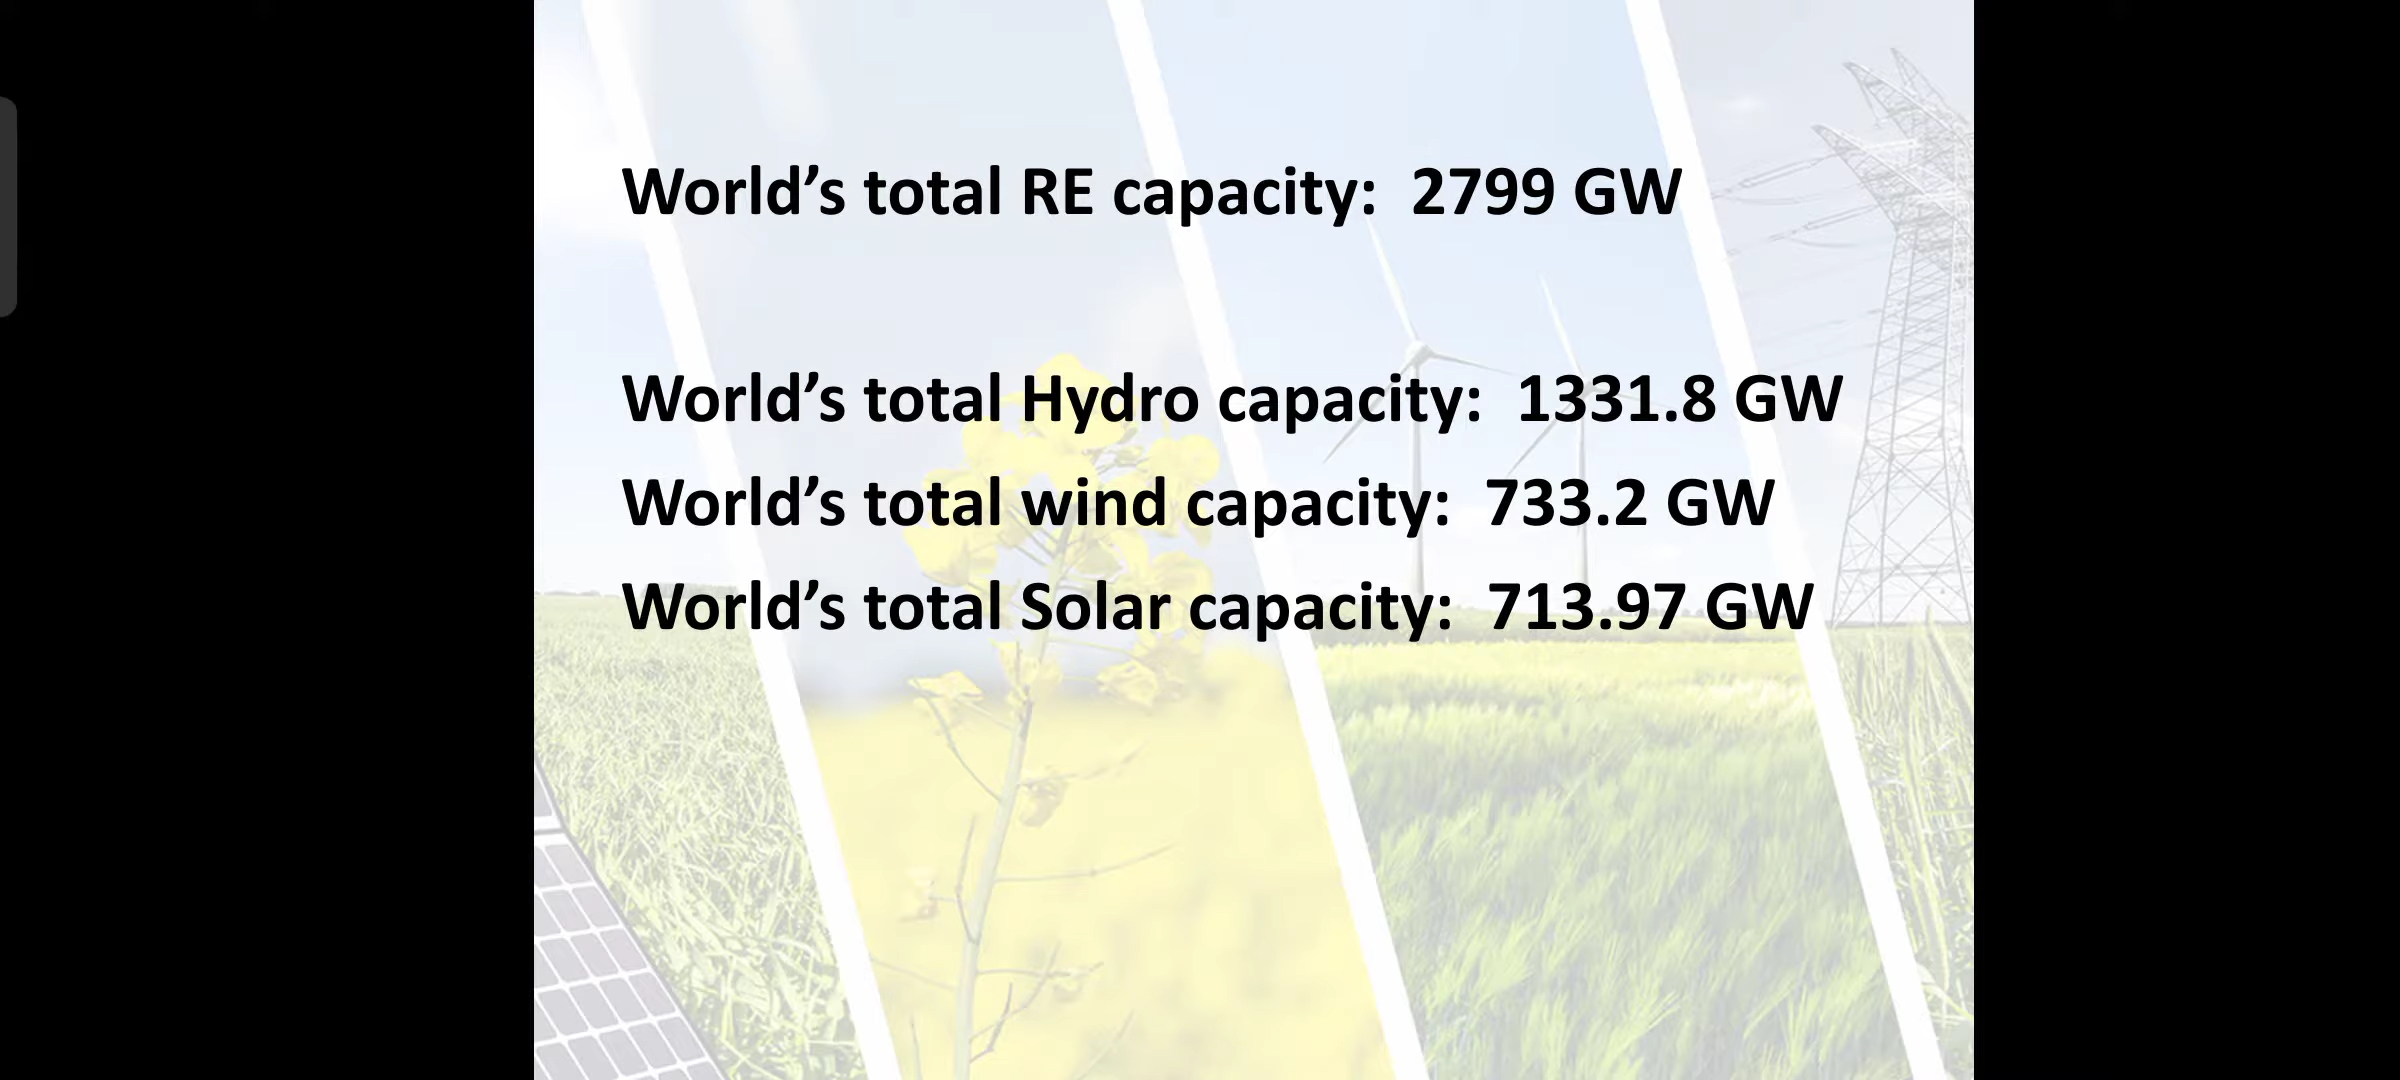 World’s total RE capacity:  2799 GW
World’s total Hydro capacity:  1331.8 GW
World’s total wind capacity:  733.2 GW
World’s total Solar capacity:  713.97 GW